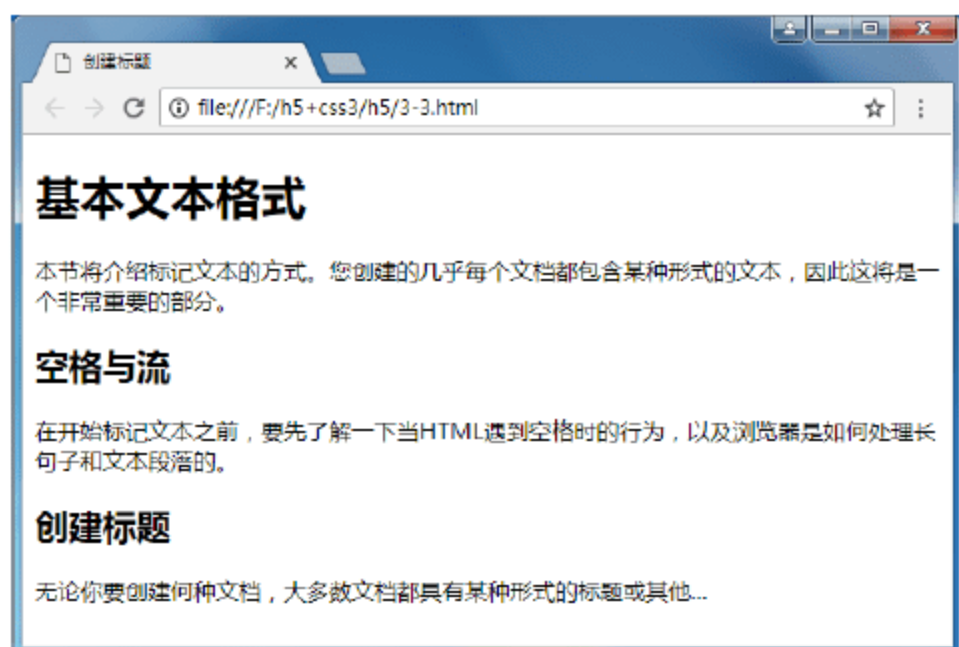 创建标题
file:///F:/h5+css3/h5/3-3.html
基本文本格式
本节将介绍标记文本的方式。您创建的几乎每个文档都包含某种形式的文本，因此这将是一
个非常重要的部分。
空格与流
在开始标记文本之前，要先了解一下当HTML遇到空格时的行为，以及浏览器是如何处理长
句子和文本段落的。
创建标题
无论你要创建何种文档，大多数文档都具有某种形式的标题或其他...